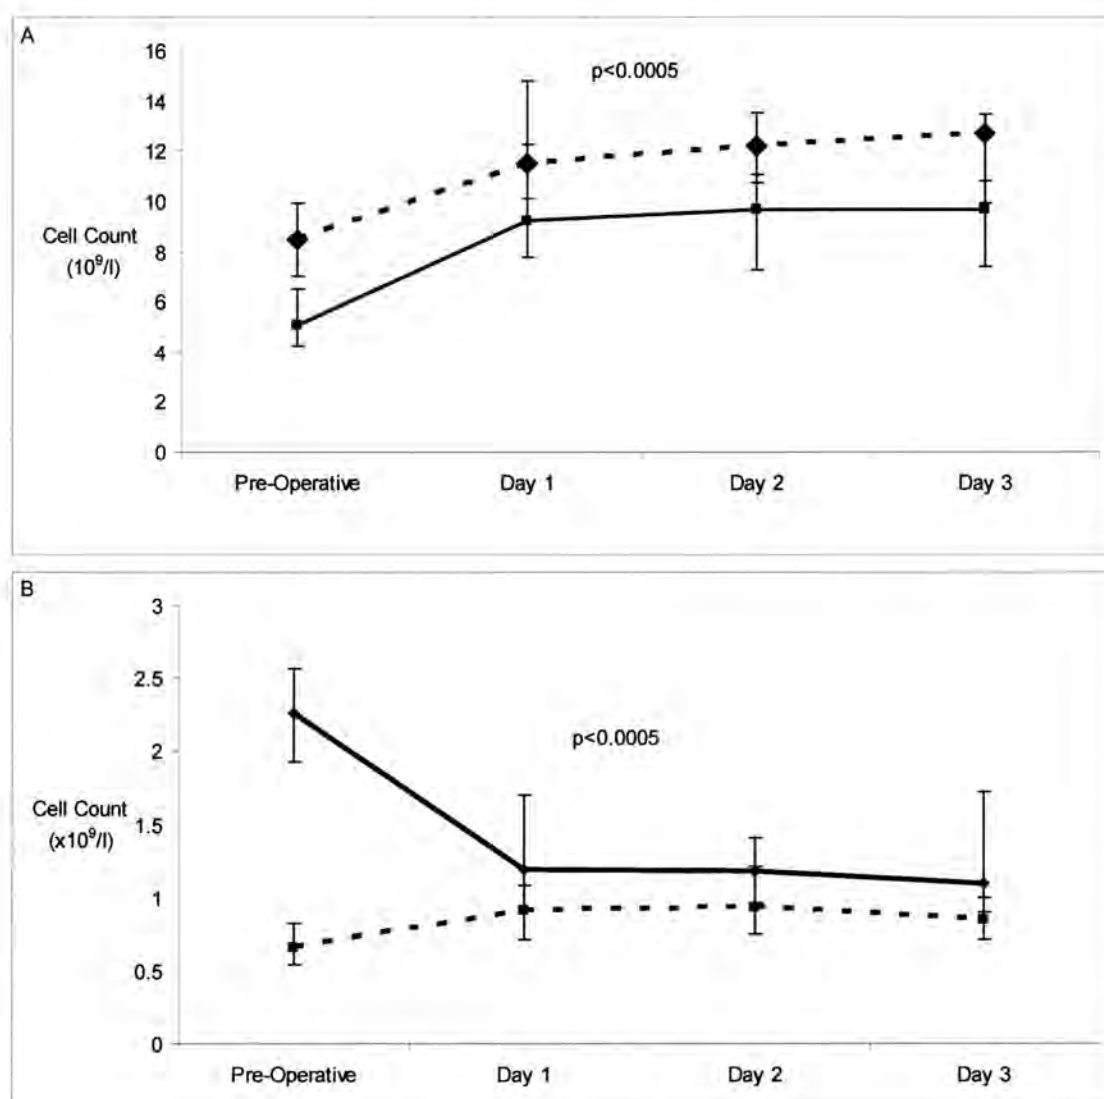 A
16
14
12
10
8
6
4
2
0
Cell Count
(10⁹/l)
p<0.0005
Pre-Operative Day 1 Day 2 Day 3
B
3
2.5
2
1.5
1
0.5
0
Cell Count
(x10⁹/l)
p<0.0005
Pre-Operative Day 1 Day 2 Day 3